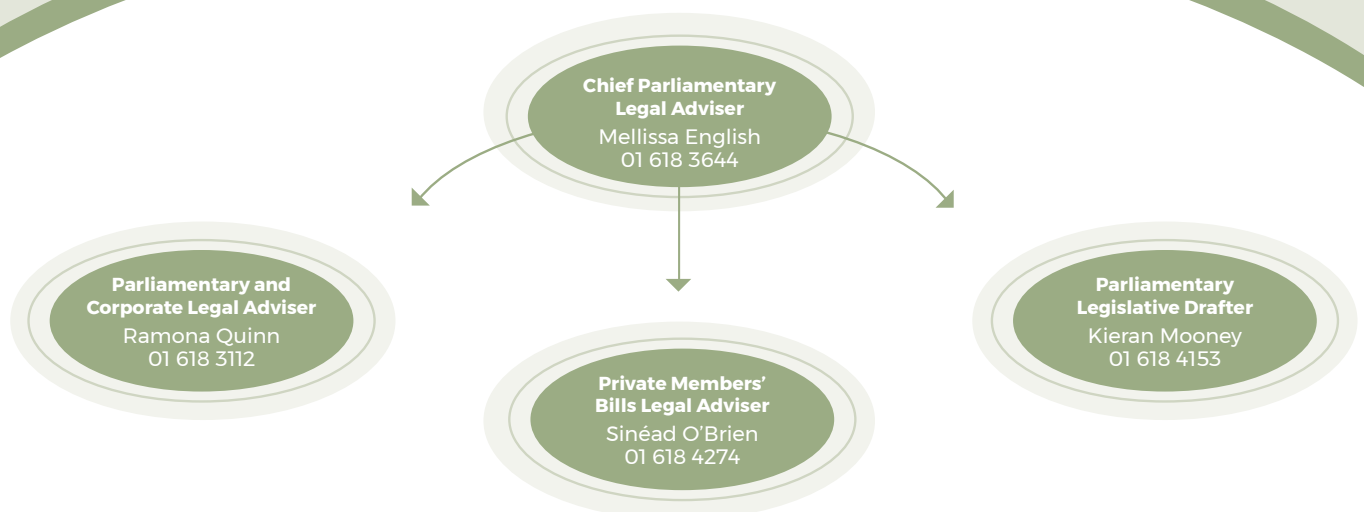 Chief Parliamentary
Legal Adviser
Mellissa English
01 618 3644
Parliamentary and
Corporate Legal Adviser
Ramona Quinn
01 618 3112
Private Members’
Bills Legal Adviser
Sinéad O’Brien
01 618 4274
Parliamentary
Legislative Drafter
Kieran Mooney
01 618 4153